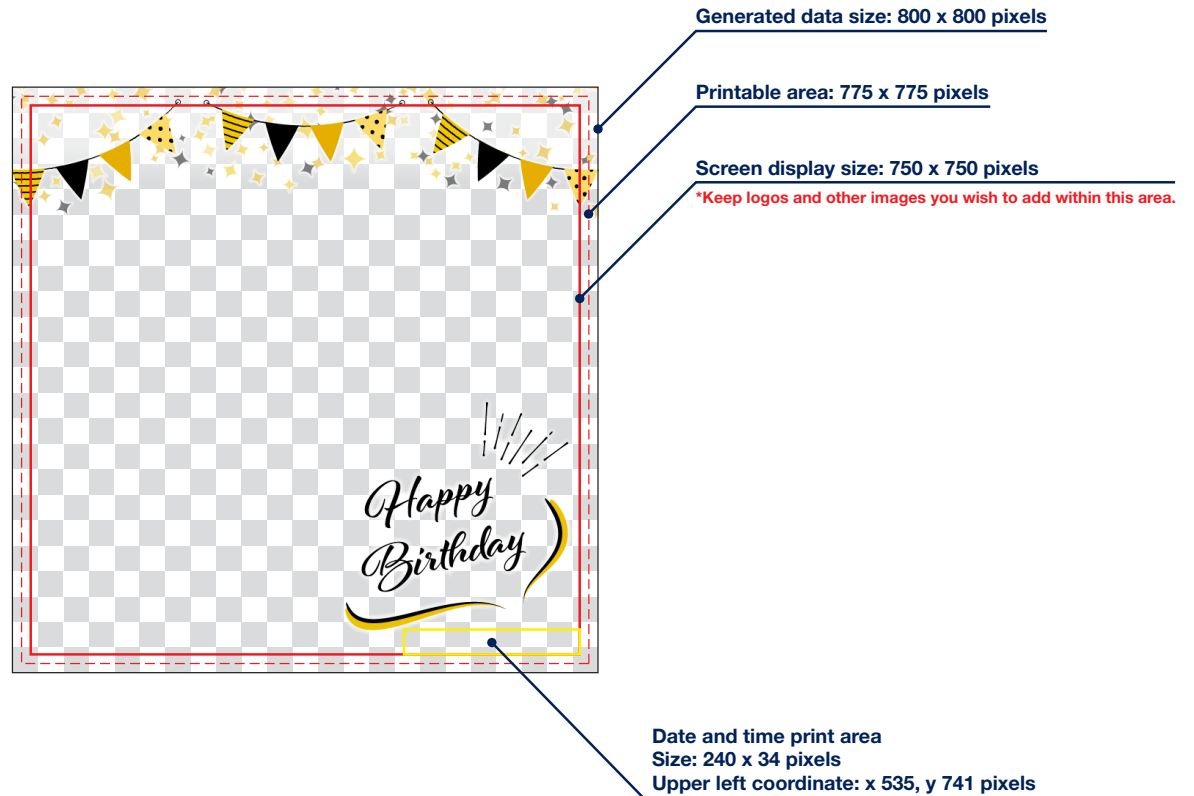 Generated data size: 800 x 800 pixels
Printable area: 775 x 775 pixels
Screen display size: 750 x 750 pixels
*Keep logos and other images you wish to add within this area.
Happy
Birthday
Date and time print area
Size: 240 x 34 pixels
Upper left coordinate: x 535, y 741 pixels